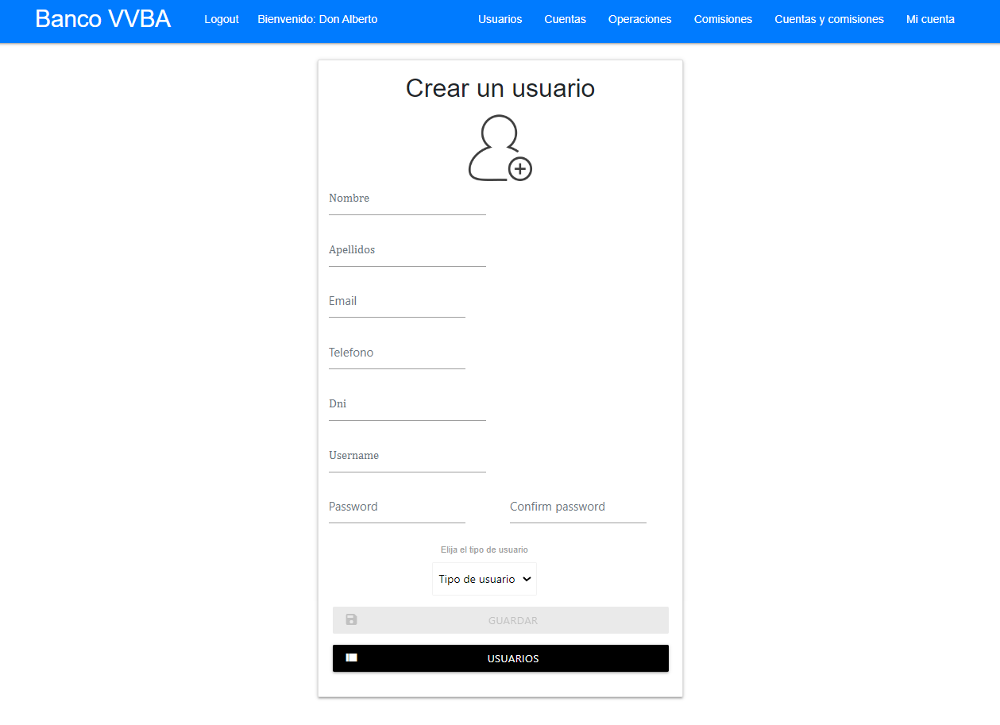 Banco VVBA Logout Bienvenido: Don Alberto Usuarios Cuentas Operaciones Comisiones Cuentas y comisiones Mi cuenta
Crear un usuario
Nombre
Apellidos
Email
Telefono
Dni
Username
Password Confirm password
Elija el tipo de usuario
Tipo de usuario
GUARDAR
USUARIOS